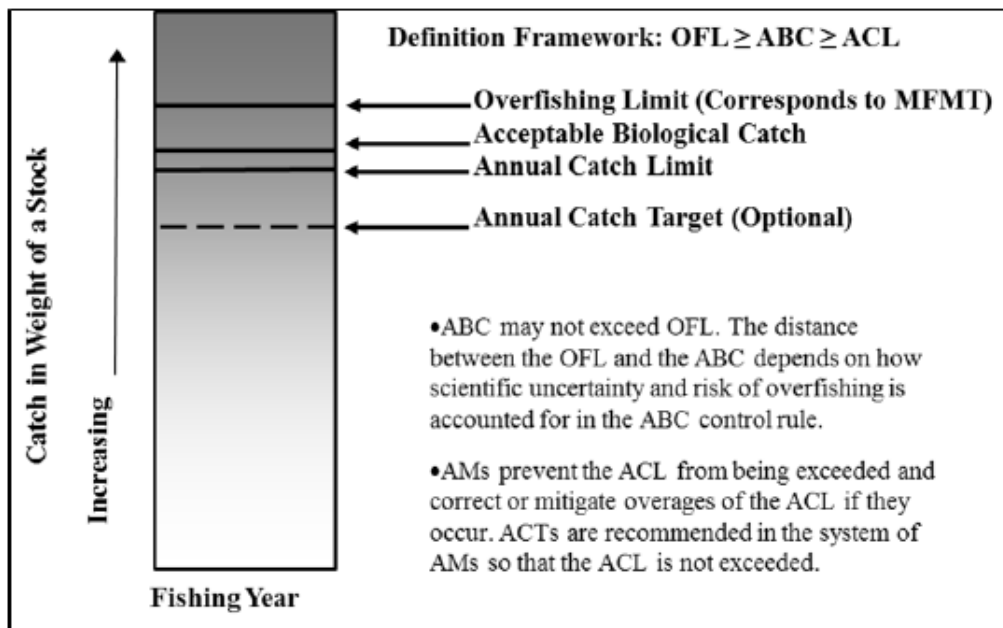 Definition Framework: OFL ≥ ABC ≥ ACL
Overfishing Limit (Corresponds to MFMT)
Acceptable Biological Catch
Annual Catch Limit
Annual Catch Target (Optional)
Catch in Weight of a Stock
Increasing
•ABC may not exceed OFL. The distance
between the OFL and the ABC depends on how
scientific uncertainty and risk of overfishing is
accounted for in the ABC control rule.
•AMs prevent the ACL from being exceeded and
correct or mitigate overages of the ACL if they
occur. ACTs are recommended in the system of
AMs so that the ACL is not exceeded.
Fishing Year